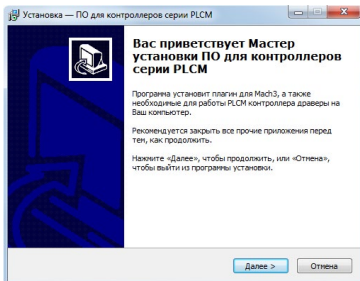 Установка — ПО для контроллеров серии PLCM
Вас приветствует Мастер
установки ПО для контроллеров
серии PLCM
Программа установит плагин для Mach3, а также
необходимые для работы PLCM контроллера драверы на
Ваш компьютер.
Рекомендуется закрыть все прочие приложения перед
тем, как продолжить.
Нажмите «Далее», чтобы продолжить, или «Отмена»,
чтобы выйти из программы установки.
Далее >
Отмена